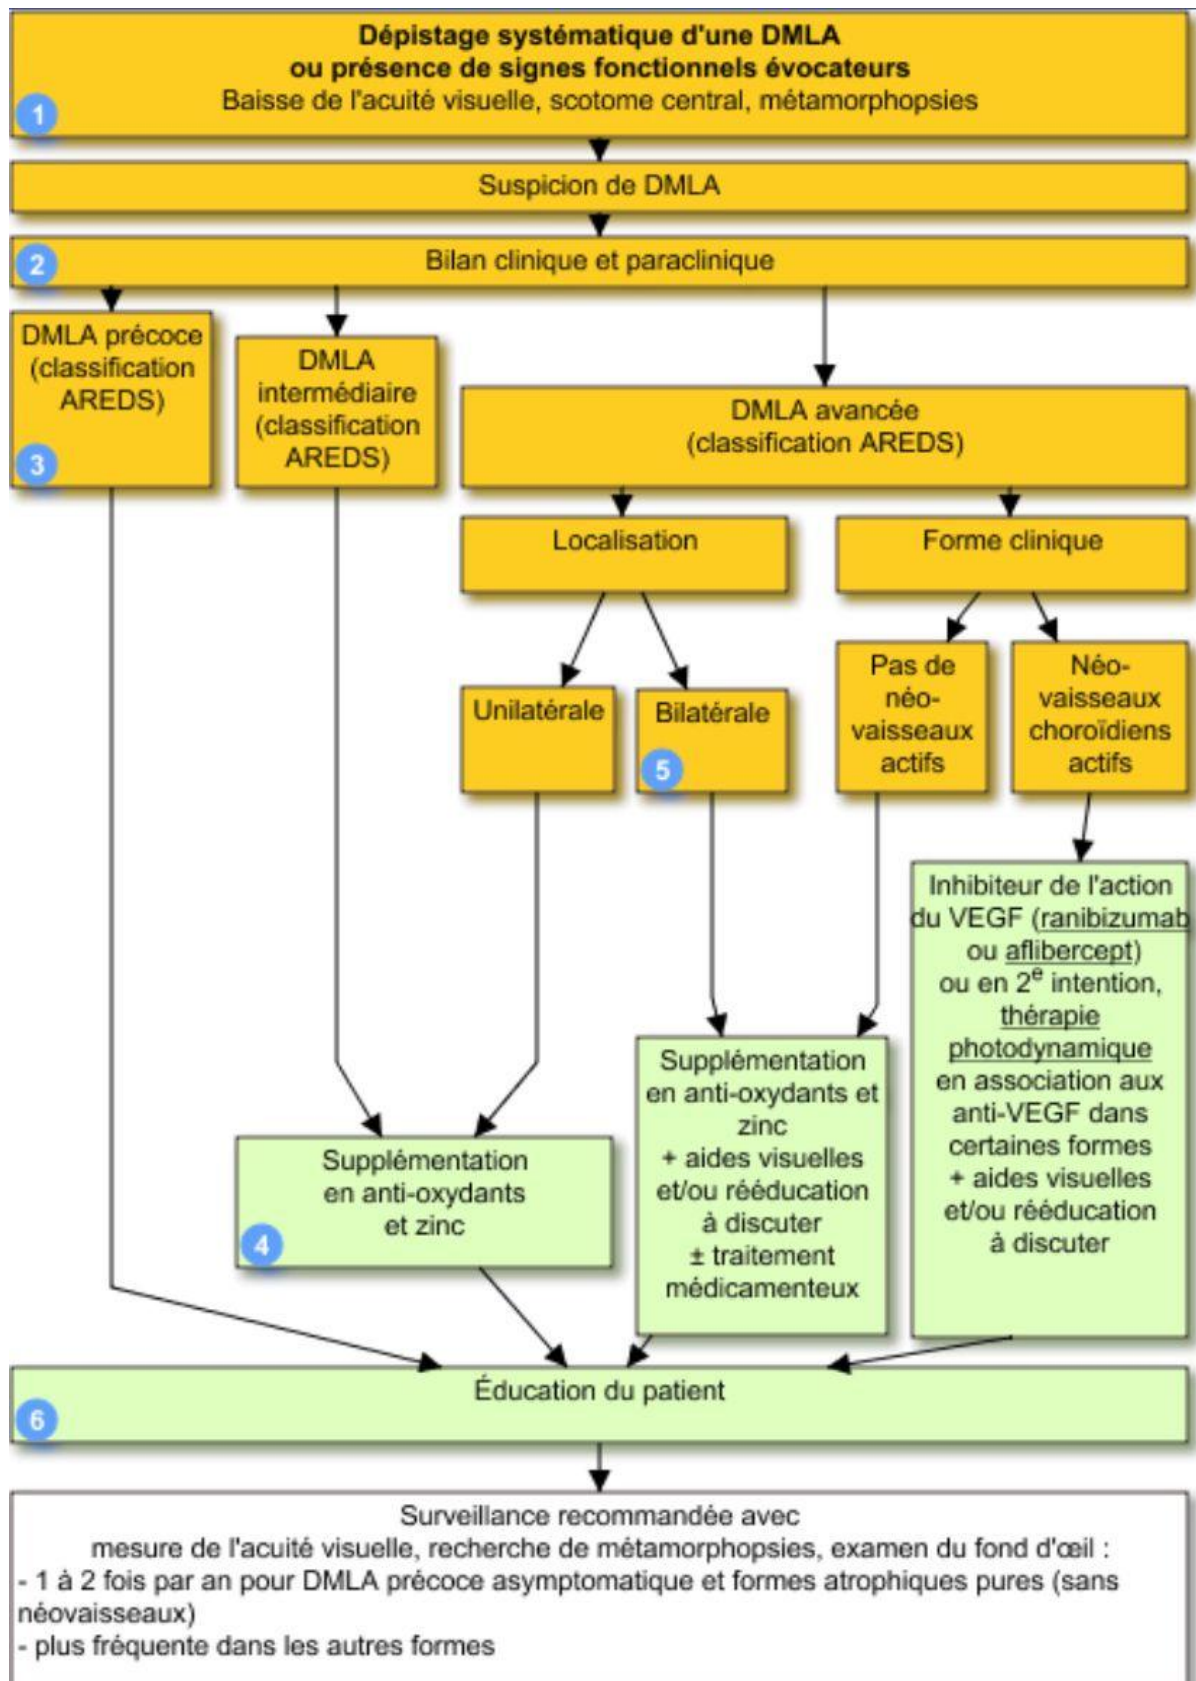 Dépistage systématique d'une DMLA
ou présence de signes fonctionnels évocateurs
Baisse de l'acuité visuelle, scotome central, métamorphopsies
1
Suspicion de DMLA
2
Bilan clinique et paraclinique
DMLA précoce
(classification
AREDS)
3
DMLA
intermédiaire
(classification
AREDS)
DMLA avancée
(classification AREDS)
Localisation
Forme clinique
Unilatérale
Bilatérale
5
Pas de
néo-
vaisseaux
actifs
Néo-
vaisseaux
choroïdiens
actifs
Inhibiteur de l'action
du VEGF (ranibizumab
ou aflibercept)
ou en 2e intention,
thérapie
photodynamique
en association aux
anti-VEGF dans
certaines formes
+ aides visuelles
et/ou rééducation
à discuter
Supplémentation
en anti-oxydants et
zinc
+ aides visuelles
et/ou rééducation
à discuter
± traitement
médicamenteux
Supplémentation
en anti-oxydants
et zinc
4
Éducation du patient
6
Surveillance recommandée avec
mesure de l'acuité visuelle, recherche de métamorphopsies, examen du fond d'œil :
- 1 à 2 fois par an pour DMLA précoce asymptomatique et formes atrophiques pures (sans
néovaisseaux)
- plus fréquente dans les autres formes